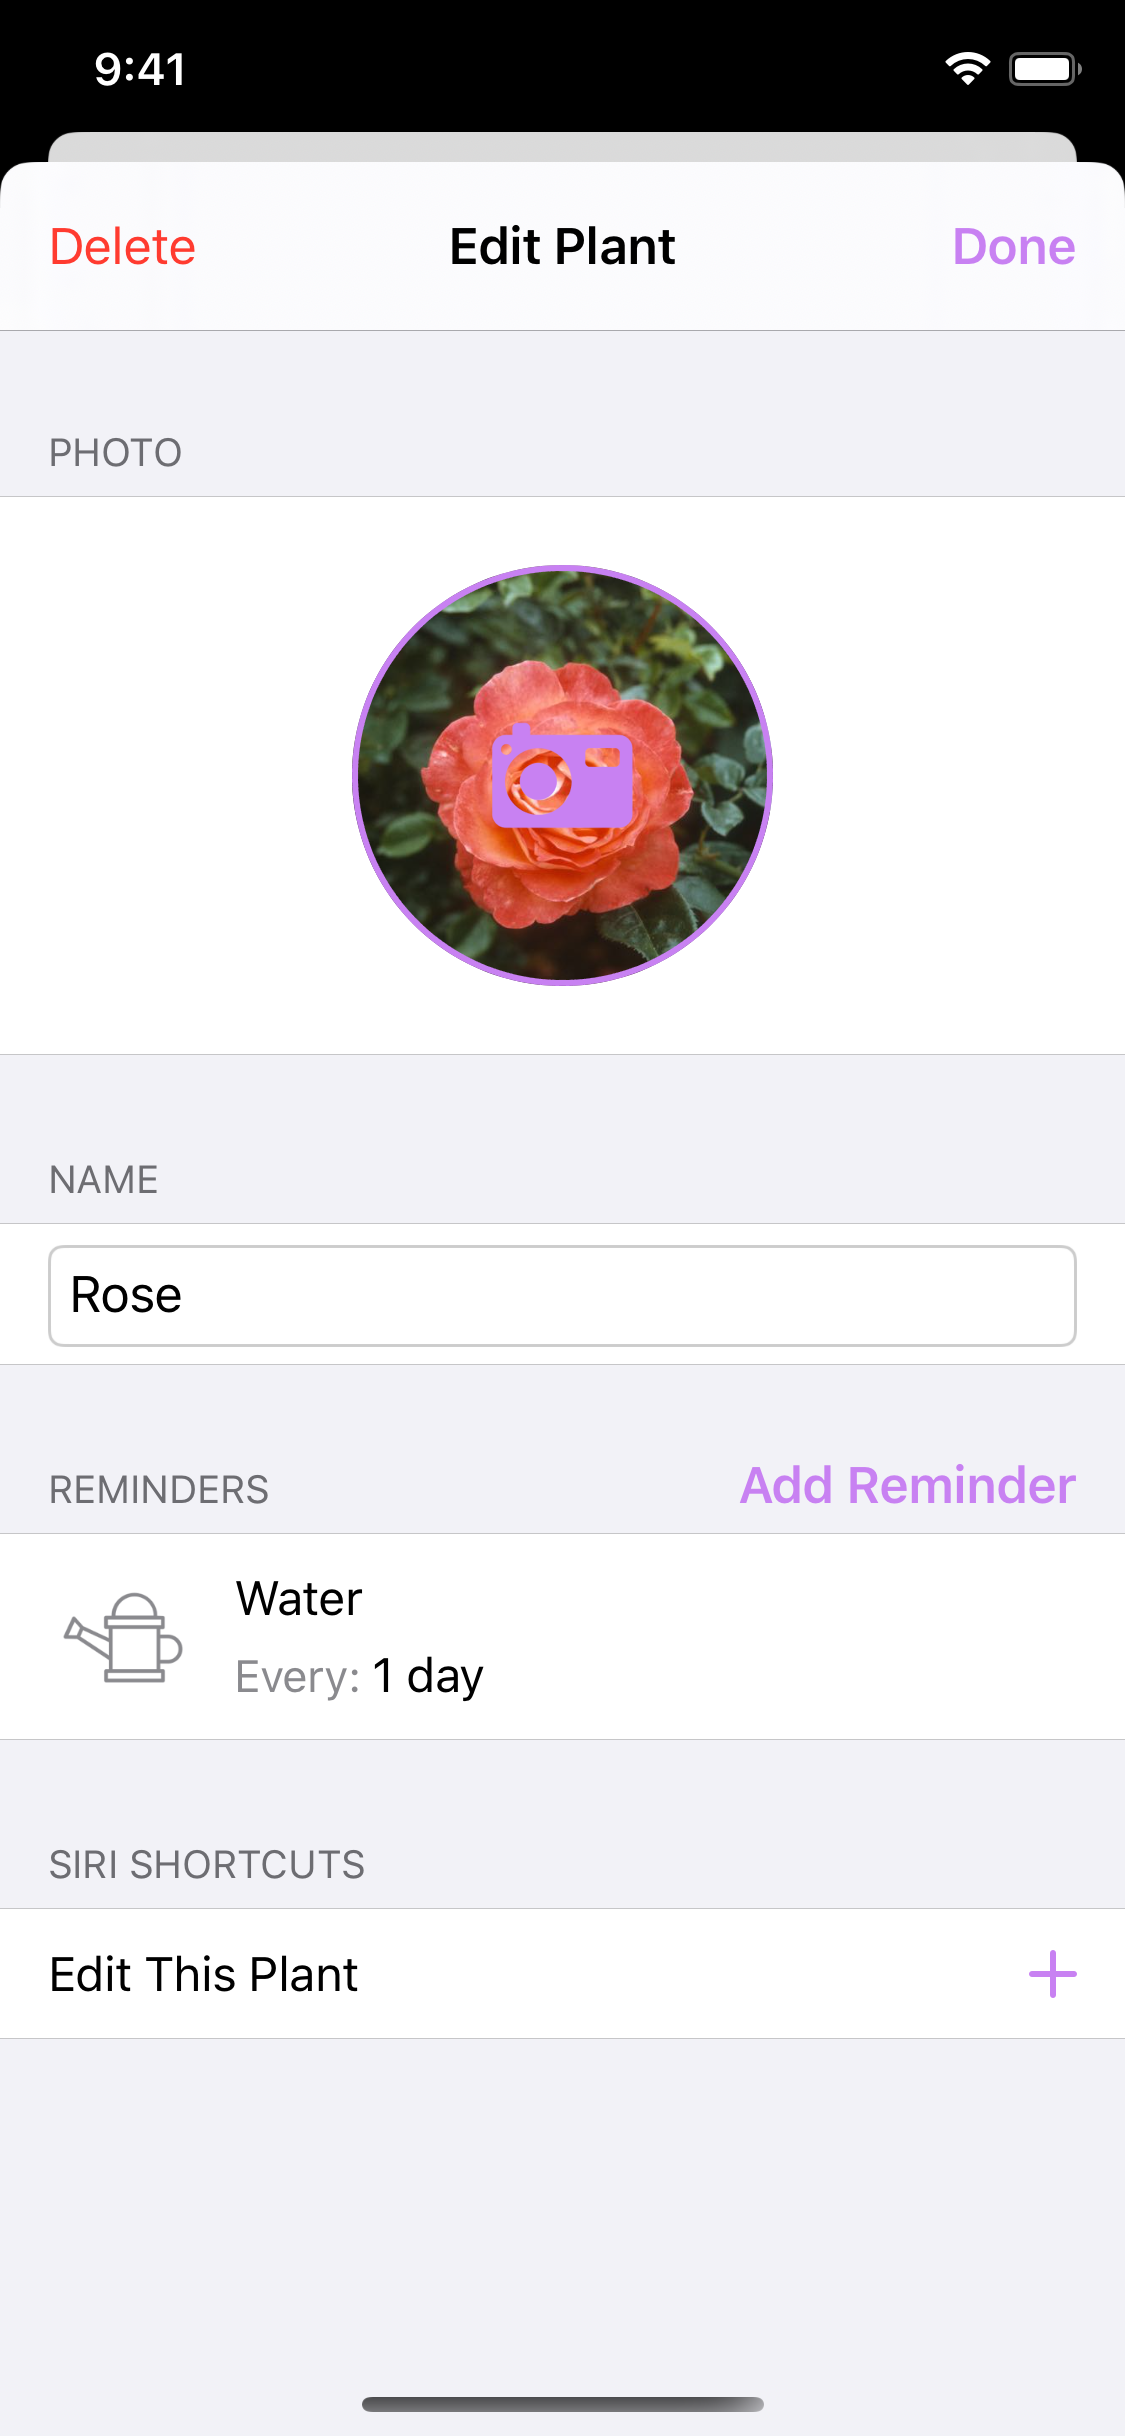 9:41
Delete
Edit Plant
Done
PHOTO
NAME
Rose
REMINDERS
Add Reminder
Water
Every: 1 day
SIRI SHORTCUTS
Edit This Plant